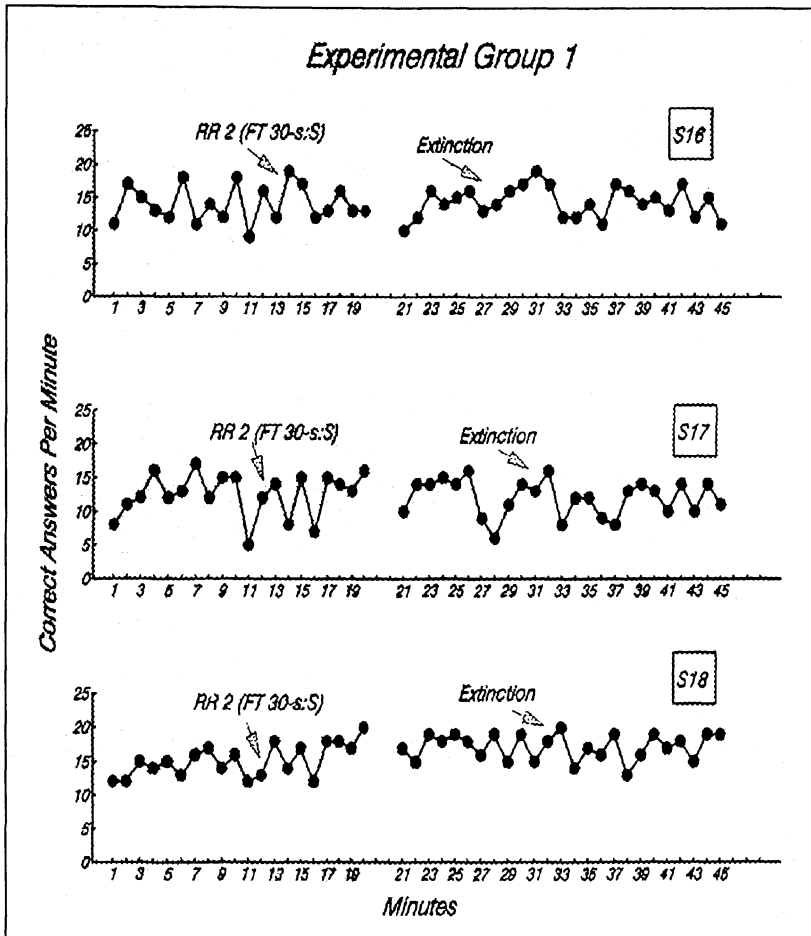 Experimental Group 1
Correct Answers Per Minute
25
20
15
10
5
0
RR 2 (FT 30-s:S)
Extinction
S16
1 3 5 7 9 11 13 15 17 19 21 23 25 27 29 31 33 35 37 39 41 43 45
25
20
15
10
5
0
RR 2 (FT 30-s:S)
Extinction
S17
1 3 5 7 9 11 13 15 17 19 21 23 25 27 29 31 33 35 37 39 41 43 45
25
20
15
10
5
0
RR 2 (FT 30-s:S)
Extinction
S18
1 3 5 7 9 11 13 15 17 19 21 23 25 27 29 31 33 35 37 39 41 43 45
Minutes